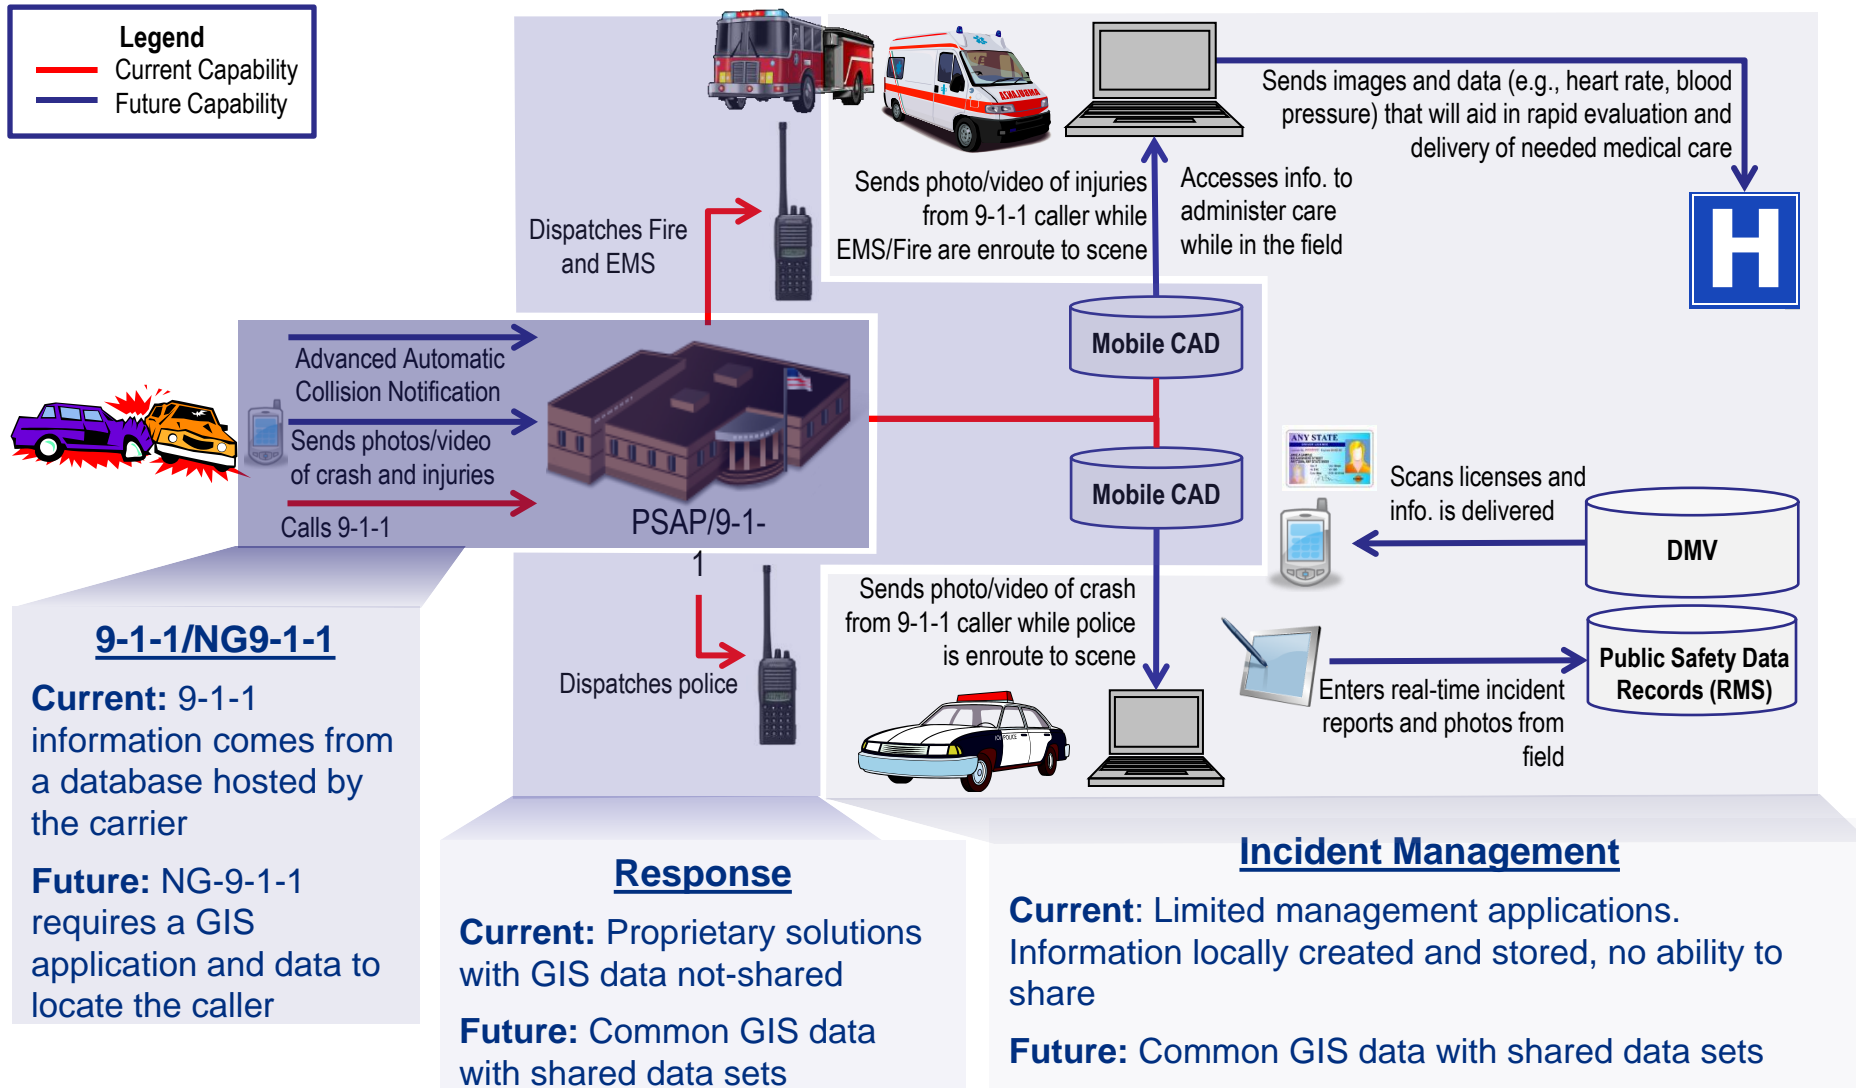 Legend
Current Capability
Future Capability
Sends images and data (e.g., heart rate, blood
pressure) that will aid in rapid evaluation and
delivery of needed medical care
H
AMBULANZA
Sends photo/video of injuries
from 9-1-1 caller while
EMS/Fire are enroute to scene
Accesses info. to
administer care
while in the field
Dispatches Fire
and EMS
Mobile CAD
Advanced Automatic
Collision Notification
Sends photos/video
of crash and injuries
Calls 9-1-1
PSAP/9-1-
1
Mobile CAD
ANY STATE
Scans licenses and
info. is delivered
DMV
Sends photo/video of crash
from 9-1-1 caller while police
is enroute to scene
Dispatches police
POLICE
Public Safety Data
Records (RMS)
Enters real-time incident
reports and photos from
field
9-1-1/NG9-1-1
Current: 9-1-1
information comes from
a database hosted by
the carrier
Future: NG-9-1-1
requires a GIS
application and data to
locate the caller
Response
Current: Proprietary solutions
with GIS data not-shared
Future: Common GIS data
with shared data sets
Incident Management
Current: Limited management applications.
Information locally created and stored, no ability to
share
Future: Common GIS data with shared data sets